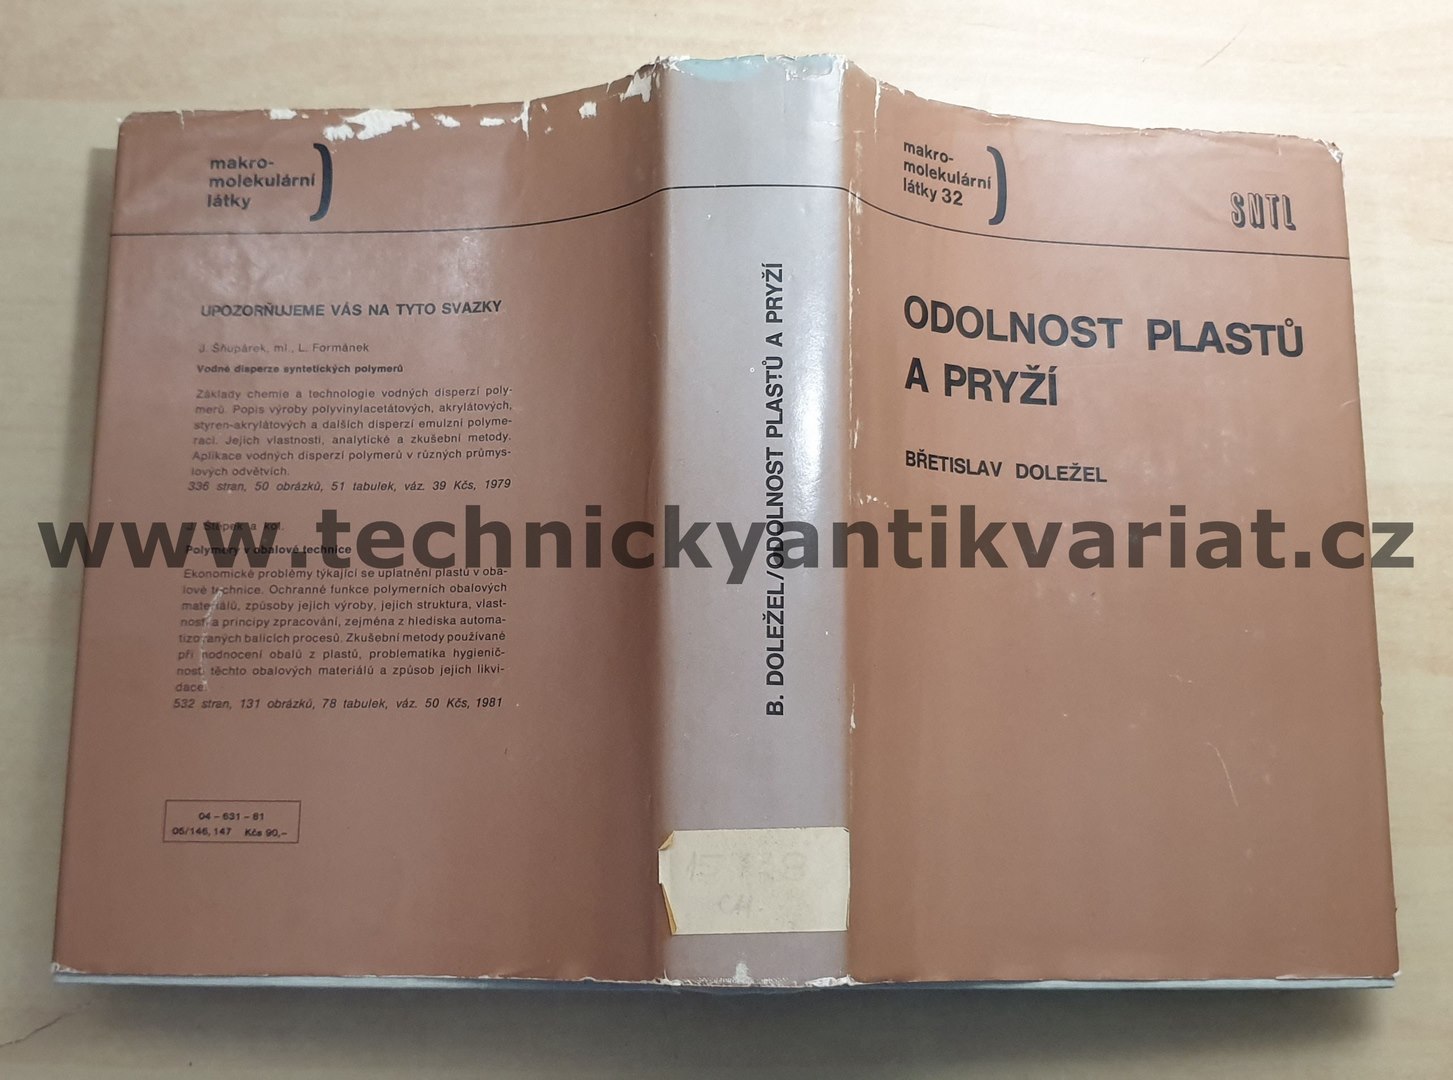 makro-
molekulární
látky
UPOZORŇUJEME VÁS NA TYTO SVAZKY
J. Šňupárek, ml., L. Formánek
Vodné disperze syntetických polymerů
Základy chemie a technologie vodných disperzí poly-
merů. Popis výroby polyvinylacetátových, akrylátových,
styren-akrylátových a dalších disperzí emulzní polyme-
raci. Jejich vlastnosti, analytické a zkušební metody.
Aplikace vodných disperzí polymerů v různých průmys-
lových odvětvích.
336 stran, 50 obrázků, 51 tabulek, váz. 39 Kčs, 1979
J. Štěpek a kol.
Polymery v obalové technice
Ekonomické problémy týkající se uplatnění plastů v oba-
lové technice. Ochranné funkce polymerních obalových
materiálů, způsoby jejich výroby, jejich struktura, vlast-
nosti a principy zpracování, zejména z hlediska automa-
tizovaných balicích procesů. Zkušební metody používané
při hodnocení obalů z plastů, problematika hygienič-
nosti těchto obalových materiálů a způsob jejich likvi-
dace.
532 stran, 131 obrázků, 78 tabulek, váz. 50 Kčs, 1981
04 – 631 – 81
05/146, 147 Kčs 90,–
B. DOLEŽEL/ODOLNOST PLASTŮ A PRYŽÍ
CH.
makro-
molekulární
látky 32
SNTL
ODOLNOST PLASTŮ
A PRYŽÍ
BŘETISLAV DOLEŽEL
www.technickyantikvariat.cz